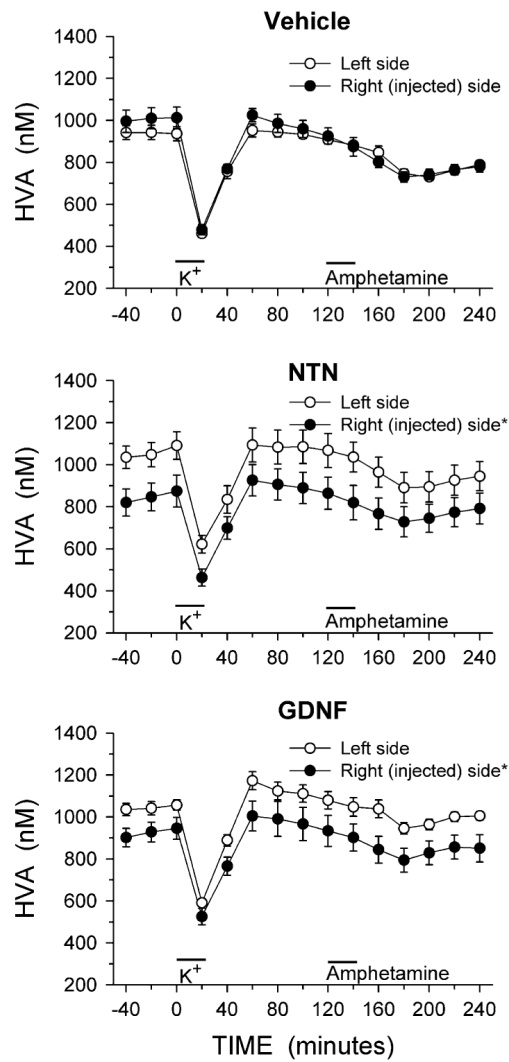 Vehicle
1400
1200
1000
800
600
400
200
HVA (nM)
Left side
Right (injected) side
K+
Amphetamine
-40 0 40 80 120 160 200 240
NTN
1400
1200
1000
800
600
400
200
HVA (nM)
Left side
Right (injected) side*
K+
Amphetamine
-40 0 40 80 120 160 200 240
GDNF
1400
1200
1000
800
600
400
200
HVA (nM)
Left side
Right (injected) side*
K+
Amphetamine
-40 0 40 80 120 160 200 240
TIME (minutes)